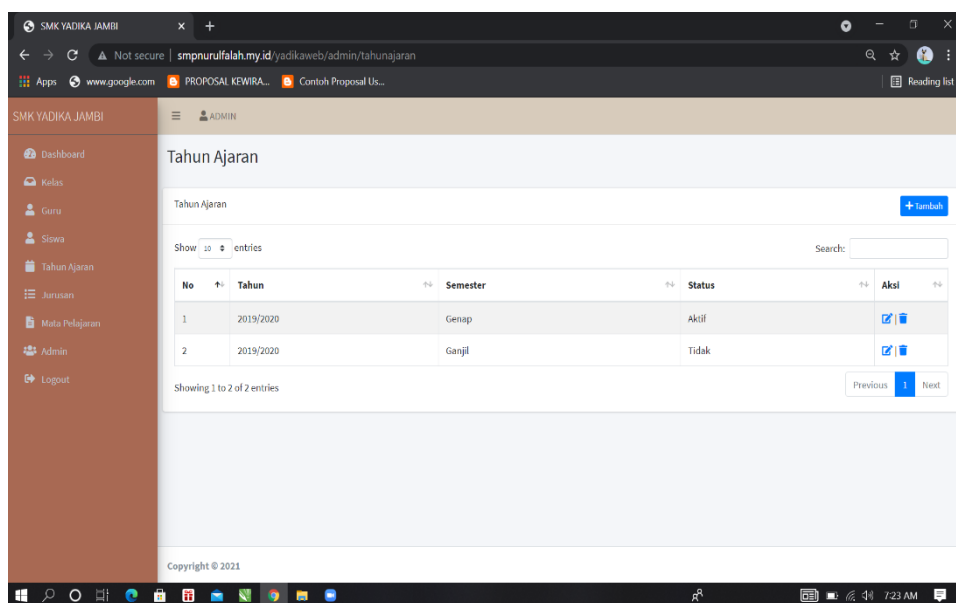 SMK YADIKA JAMBI
Not secure | smpnurulfalah.my.id/yadikaweb/admin/tahunajaran
Apps www.google.com PROPOSAL KEWIRA... Contoh Proposal Us... Reading list
SMK YADIKA JAMBI ADMIN
Dashboard
Kelas
Guru
Siswa
Tahun Ajaran
Jurusan
Mata Pelajaran
Admin
Logout
Tahun Ajaran
Tahun Ajaran +Tambah
Show 10 entries Search:
No Tahun Semester Status Aksi
1 2019/2020 Genap Aktif |
2 2019/2020 Ganjil Tidak |
Showing 1 to 2 of 2 entries Previous 1 Next
Copyright © 2021
7:23 AM